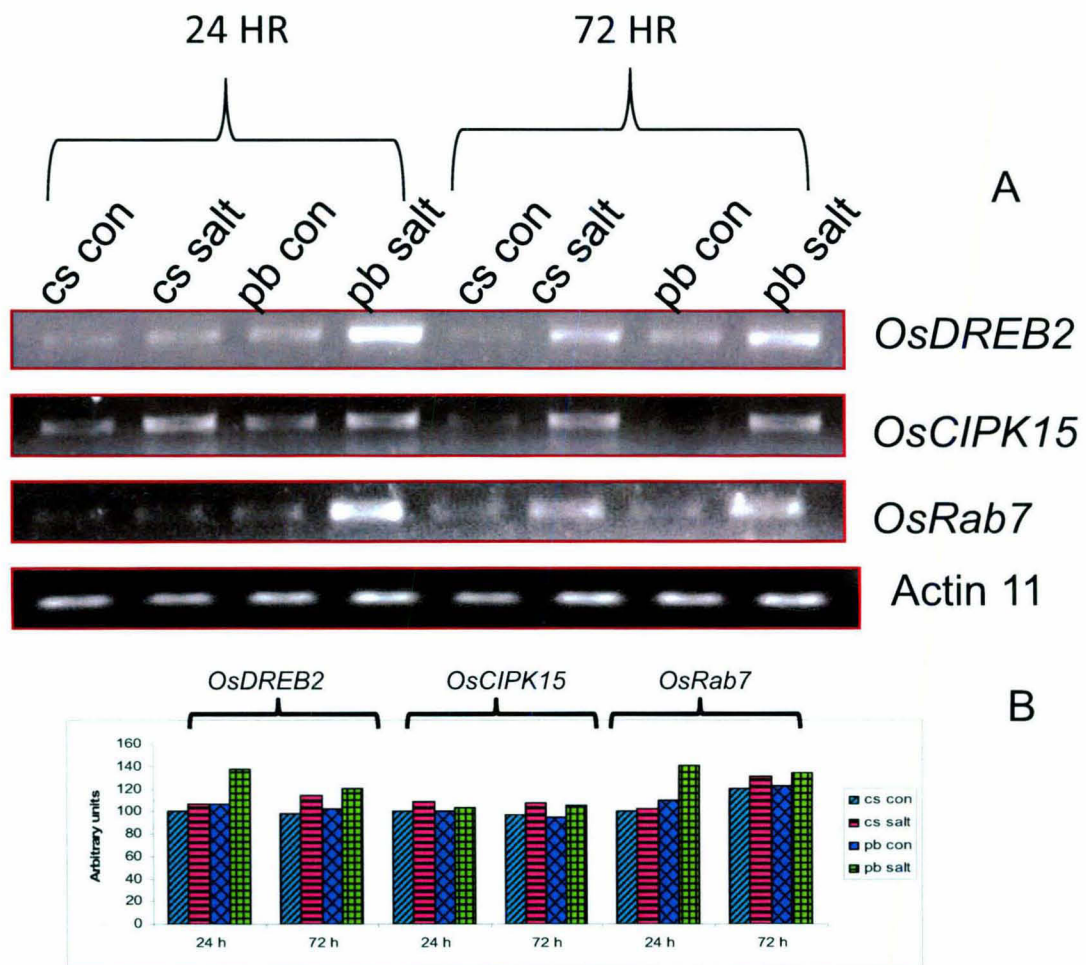 24 HR 72 HR
A
cs con cs salt pb con pb salt cs con cs salt pb con pb salt
OsDREB2
OsCIPK15
OsRab7
Actin 11
B
OsDREB2 OsCIPK15 OsRab7
Arbitrary units
160
140
120
100
80
60
40
20
0
24 h 72 h 24 h 72 h 24 h 72 h
cs con
cs salt
pb con
pb salt